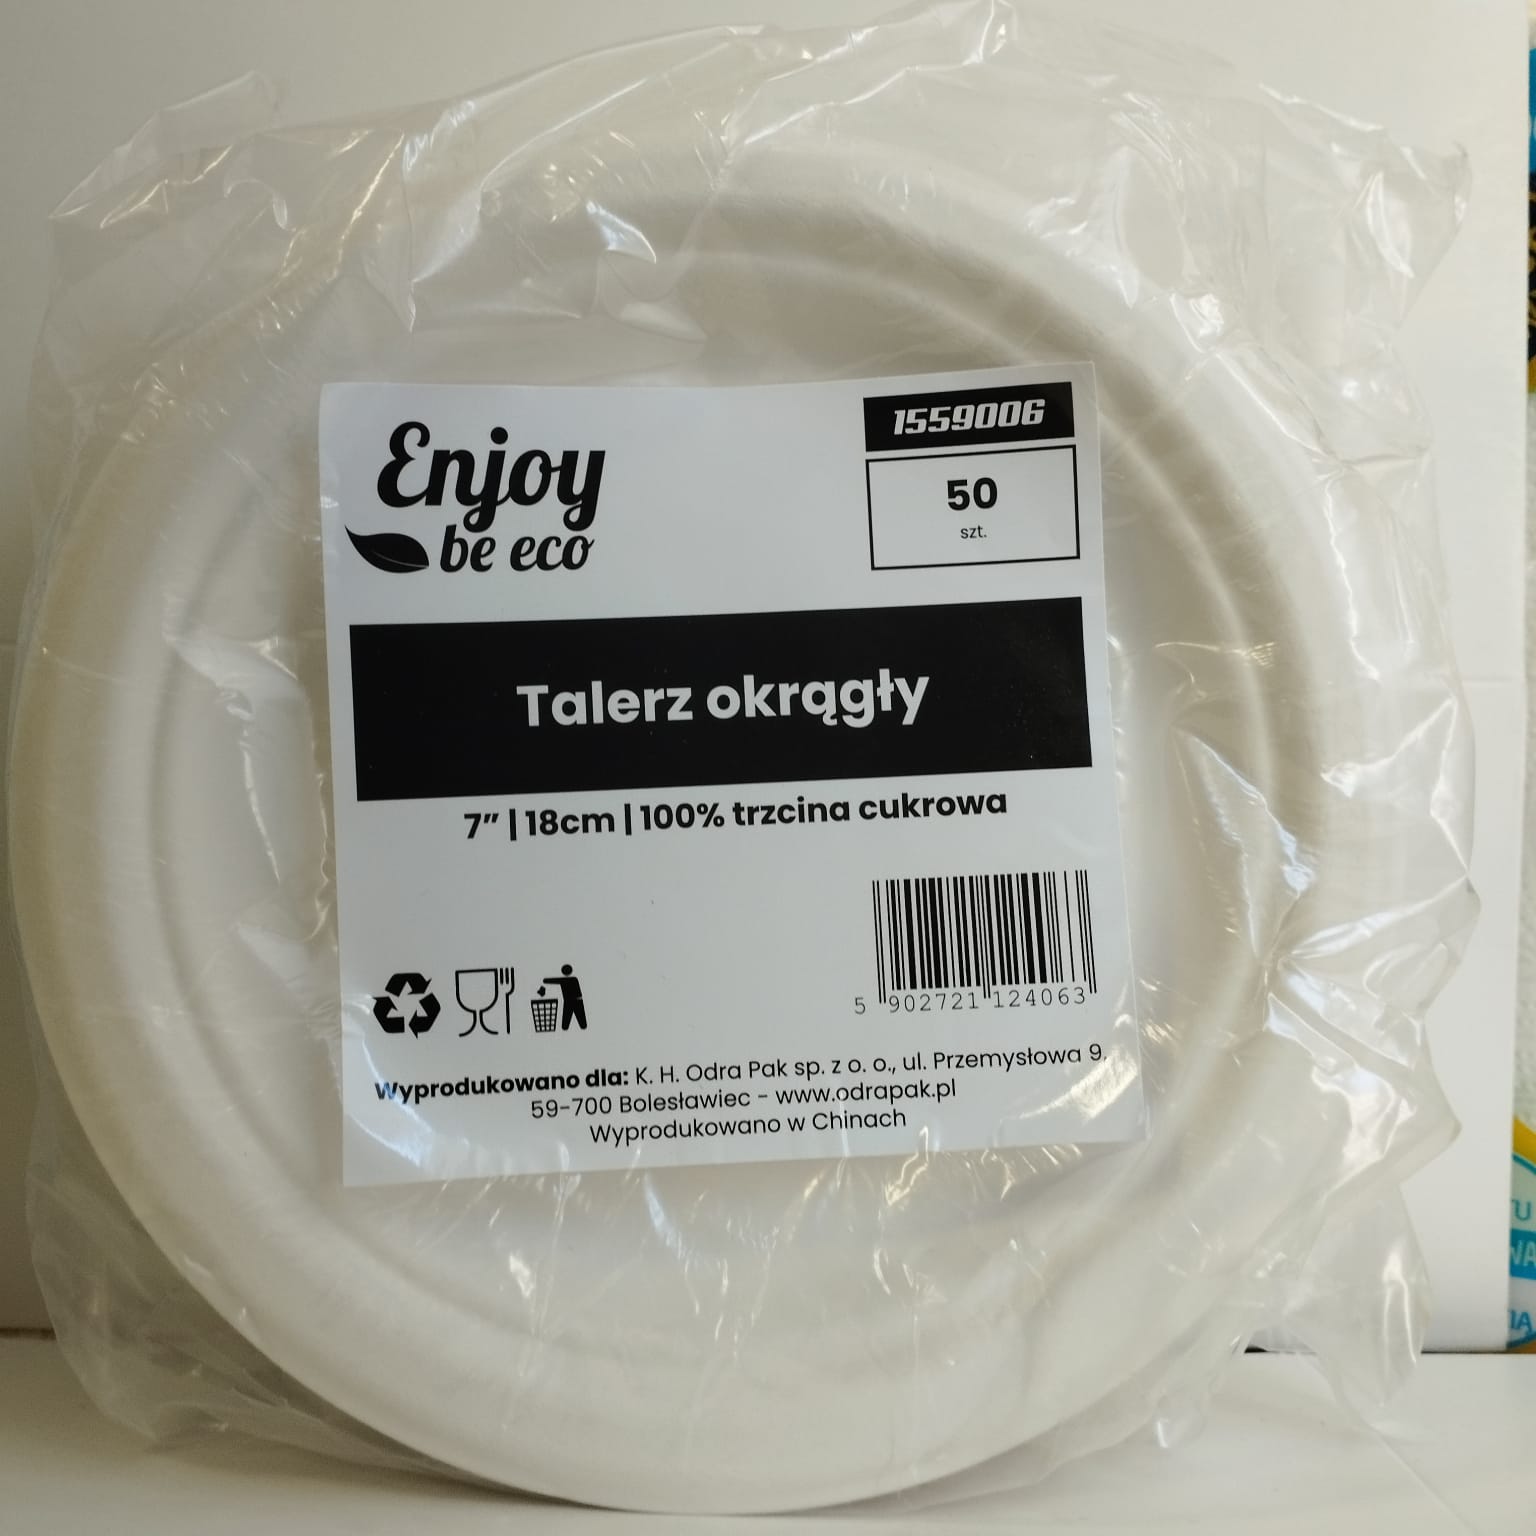 Enjoy
be eco
1559006
50
szt.
Talerz okrągły
7” | 18cm | 100% trzcina cukrowa
5 902721 124063
Wyprodukowano dla: K. H. Odra Pak sp. z o. o., ul. Przemysłowa 9,
59-700 Bolesławiec - www.odrapak.pl
Wyprodukowano w Chinach